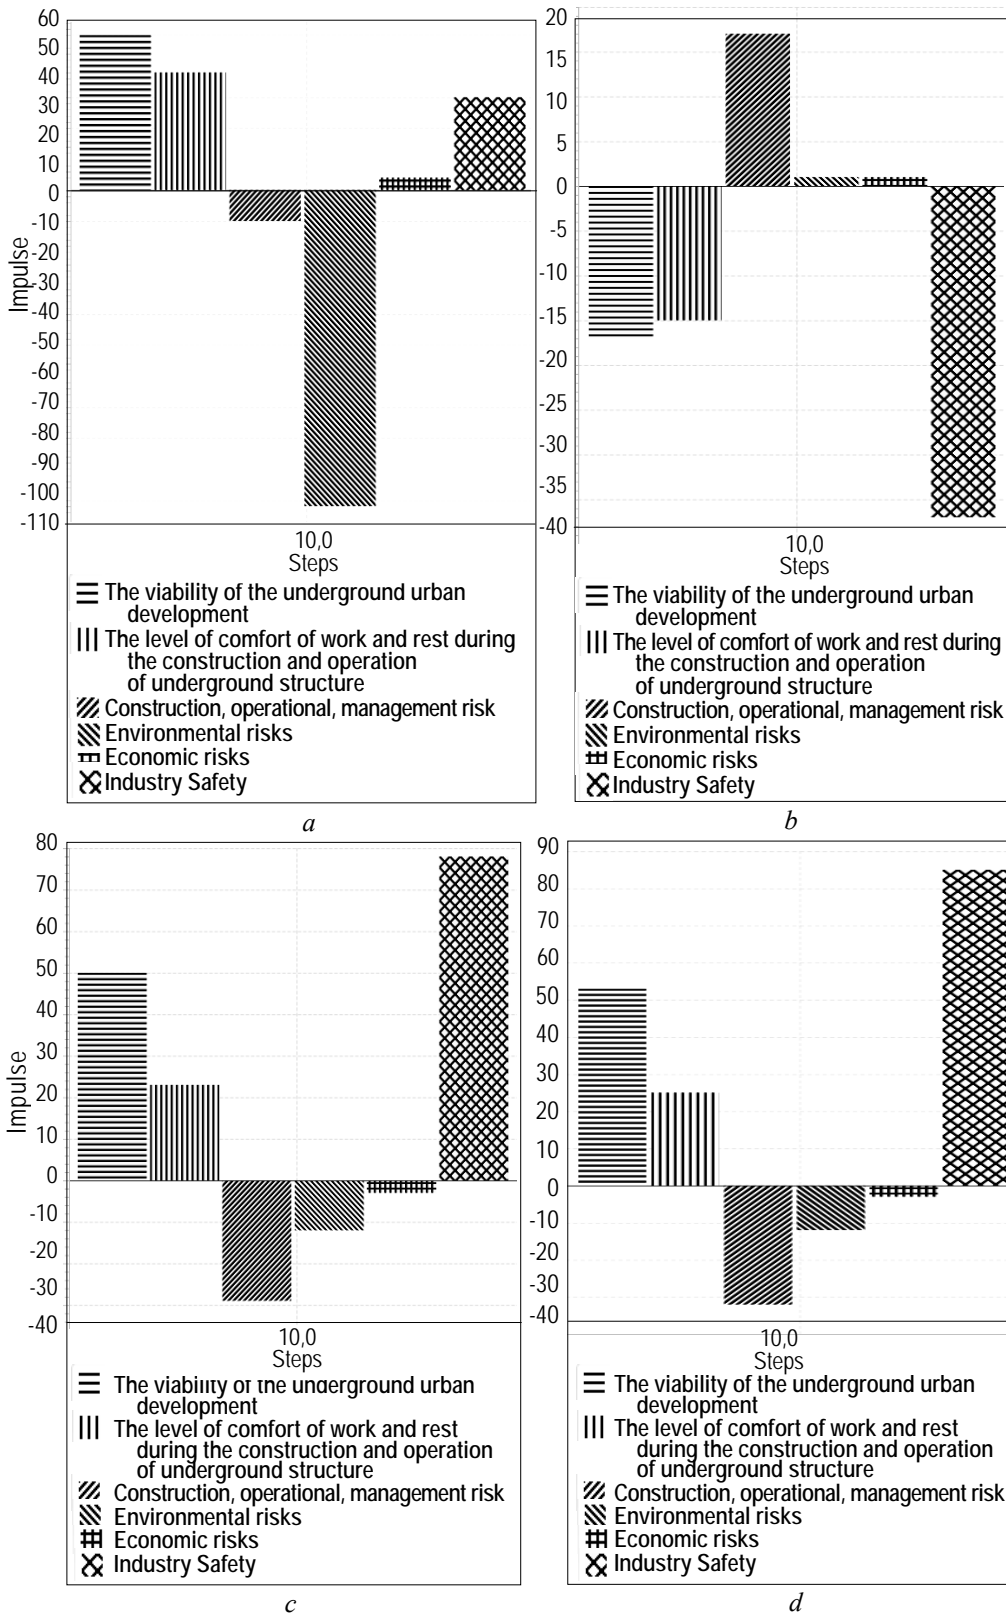 60
50
40
30
20
10
0
-10
-20
-30
-40
-50
-60
-70
-80
-90
-100
-110
Impulse
10,0
Steps
The viability of the underground urban
development
The level of comfort of work and rest during
the construction and operation
of underground structure
Construction, operational, management risk
Environmental risks
Economic risks
Industry Safety
a
20
15
10
5
0
-5
-10
-15
-20
-25
-30
-35
-40
10,0
Steps
The viability of the underground urban
development
The level of comfort of work and rest during
the construction and operation
of underground structure
Construction, operational, management risk
Environmental risks
Economic risks
Industry Safety
b
80
70
60
50
40
30
20
10
0
-10
-20
-30
-40
Impulse
10,0
Steps
The viability of the underground urban
development
The level of comfort of work and rest
during the construction and operation
of underground structure
Construction, operational, management risk
Environmental risks
Economic risks
Industry Safety
c
90
80
70
60
50
40
30
20
10
0
-10
-20
-30
-40
10,0
Steps
The viability of the underground urban
development
The level of comfort of work and rest
during the construction and operation
of underground structure
Construction, operational, management risk
Environmental risks
Economic risks
Industry Safety
d